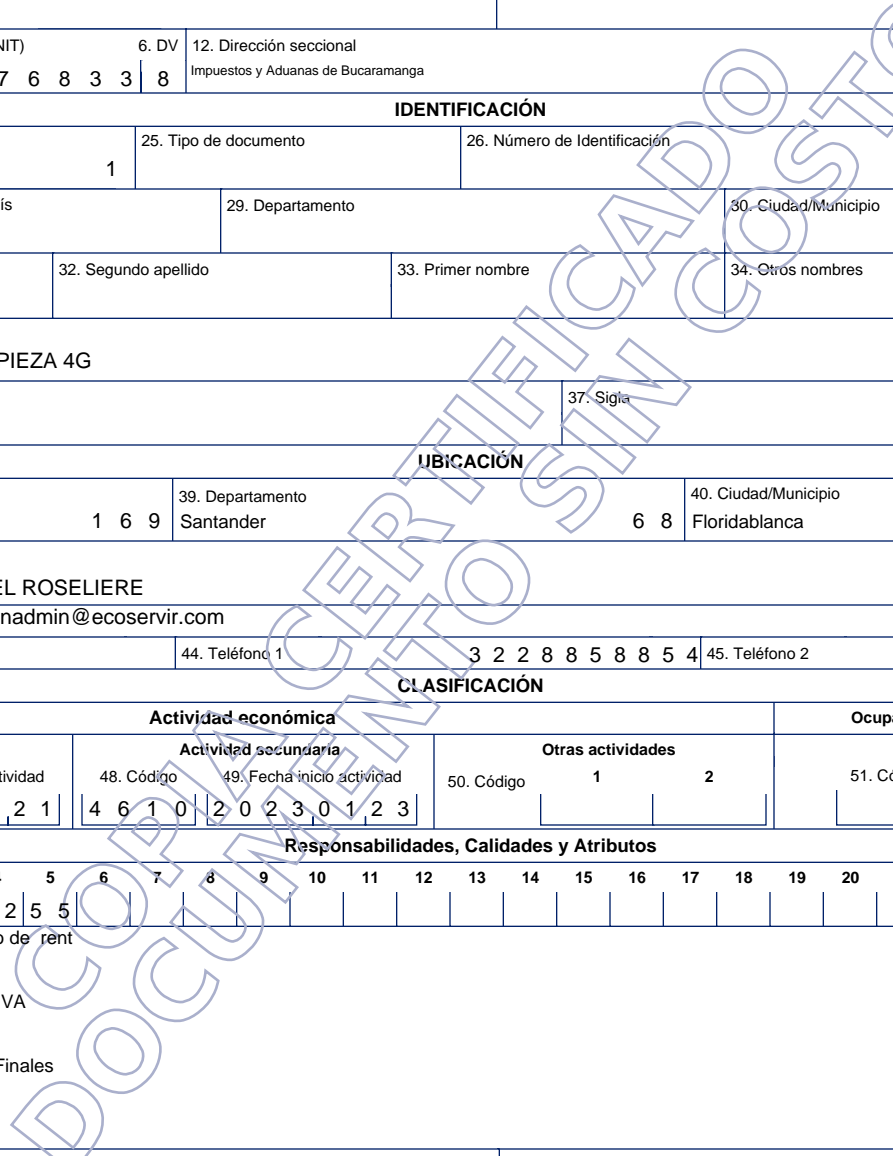 NIT) 6. DV 12. Dirección seccional
7 6 8 3 3 8 Impuestos y Aduanas de Bucaramanga
IDENTIFICACIÓN
25. Tipo de documento 26. Número de Identificación
1
ís 29. Departamento 30. Ciudad/Municipio
32. Segundo apellido 33. Primer nombre 34. Otros nombres
PIEZA 4G
37. Sigla
UBICACIÓN
39. Departamento 40. Ciudad/Municipio
1 6 9 Santander 6 8 Floridablanca
EL ROSELIERE
nadmin@ecoservir.com
44. Teléfono 1 3 2 2 8 8 5 8 8 5 4 45. Teléfono 2
CLASIFICACIÓN
Actividad económica Ocup
Actividad secundaria Otras actividades
tividad 48. Código 49. Fecha inicio actividad 50. Código 1 2 51. Có
2 1 4 6 1 0 2 0 2 3 0 1 2 3
Responsabilidades, Calidades y Atributos
5 6 7 8 9 10 11 12 13 14 15 16 17 18 19 20
2 5 5
o de rent
VA
Finales
COPIA CERTIFICADO
DOCUMENTO SIN COSTO